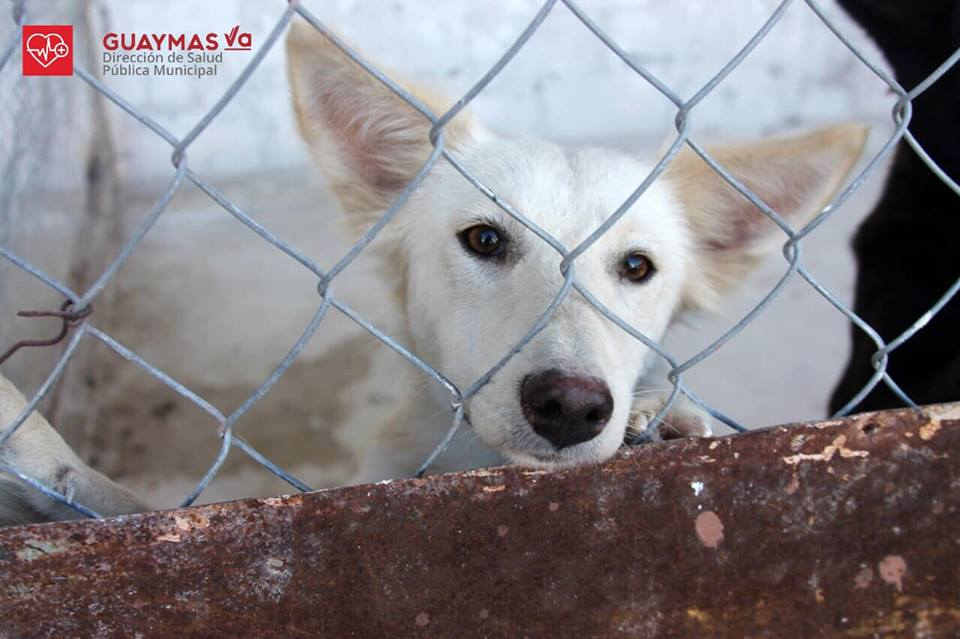 GUAYMAS Va
Dirección de Salud
Pública Municipal